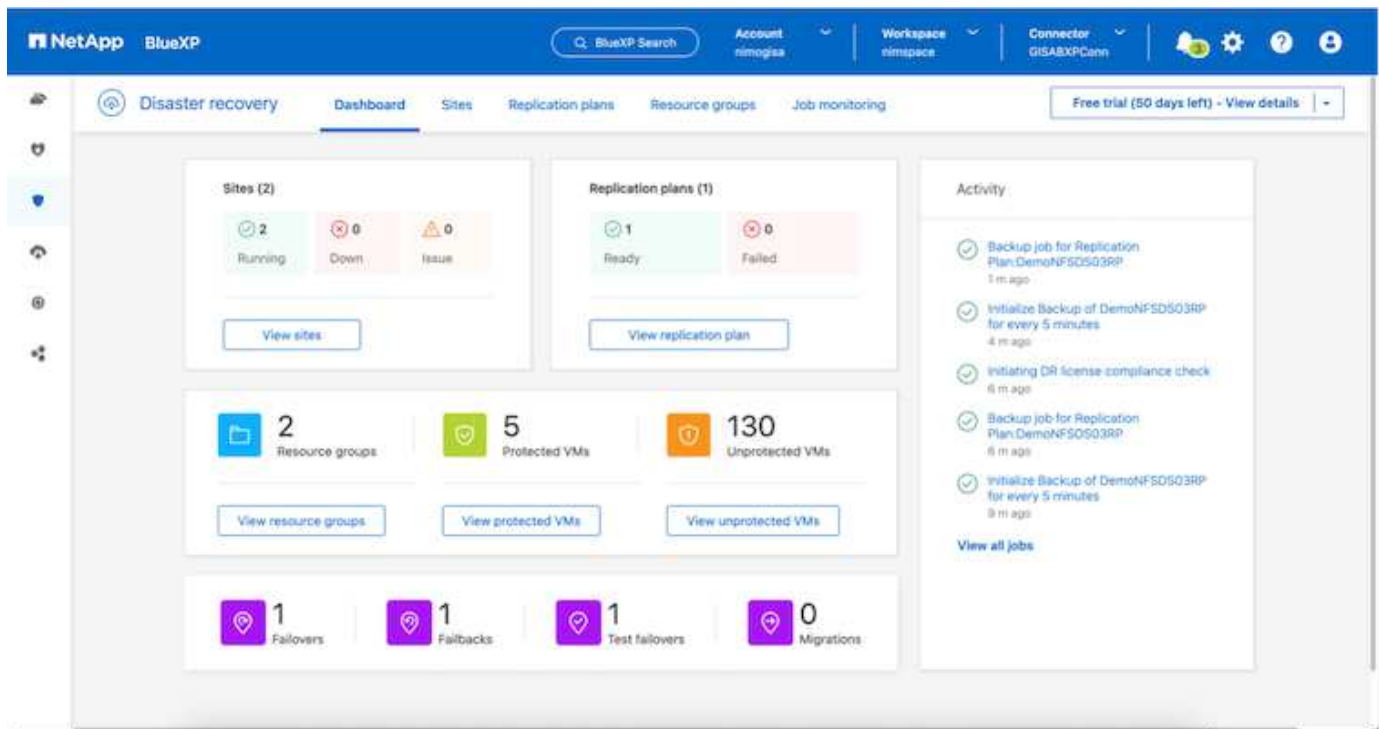 NetApp BlueXP
BlueXP Search
Account
nimogisa
Workspace
nimspace
Connector
GISABXPConn
Disaster recovery
Dashboard
Sites
Replication plans
Resource groups
Job monitoring
Free trial (50 days left) - View details
Sites (2)
2
Running
0
Down
0
Issue
View sites
Replication plans (1)
1
Ready
0
Failed
View replication plan
2
Resource groups
View resource groups
5
Protected VMs
View protected VMs
130
Unprotected VMs
View unprotected VMs
1
Failovers
1
Failbacks
1
Test failovers
0
Migrations
Activity
Backup job for Replication
Plan:DemoNFSDS03RP
1 m ago
Initialize Backup of DemoNFSDS03RP
for every 5 minutes
4 m ago
Initiating DR license compliance check
6 m ago
Backup job for Replication
Plan:DemoNFSDS03RP
6 m ago
Initialize Backup of DemoNFSDS03RP
for every 5 minutes
9 m ago
View all jobs